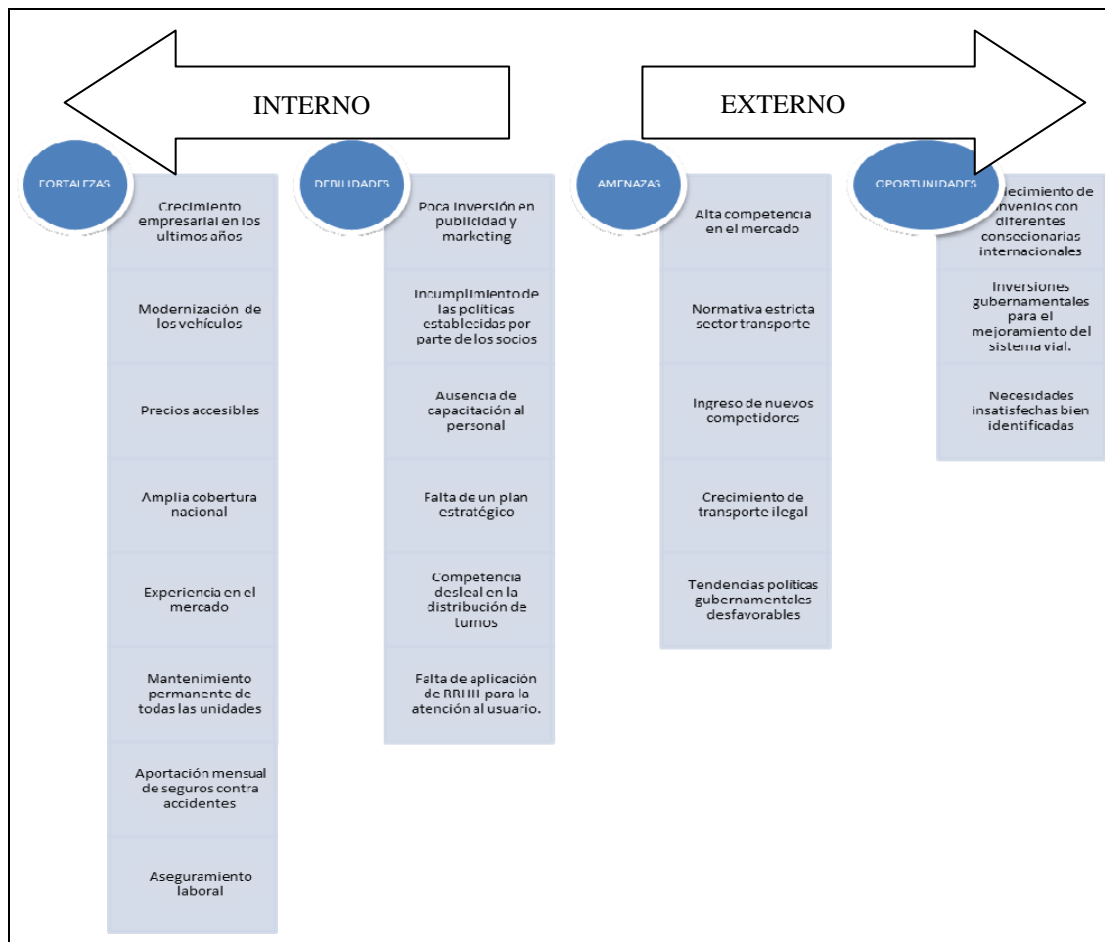 INTERNO
EXTERNO
FORTALEZAS
Crecimiento
empresarial en los
ultimos años
Modernización de
los vehículos
Precios accesibles
Amplia cobertura
nacional
Experiencia en el
mercado
Mantenimiento
permanente de
todas las unidades
Aportación mensual
de seguros contra
accidentes
Aseguramiento
laboral
DEBILIDADES
Poca inversión en
publicidad y
marketing
Incumplimiento de
las políticas
establecidas por
parte de los socios
Ausencia de
capacitación al
personal
Falta de un plan
estratégico
Competencia
desleal en la
distribución de
turnos
Falta de aplicación
de RRHH para la
atención al usuario.
AMENAZAS
Alta competencia
en el mercado
Normativa estricta
sector transporte
Ingreso de nuevos
competidores
Crecimiento de
transporte ilegal
Tendencias políticas
gubernamentales
desfavorables
OPORTUNIDADES
de
con
diferentes
consecionarias
internacionales
Inversiones
gubernamentales
para el
mejoramiento del
sistema vial.
Necesidades
insatisfechas bien
identificadas